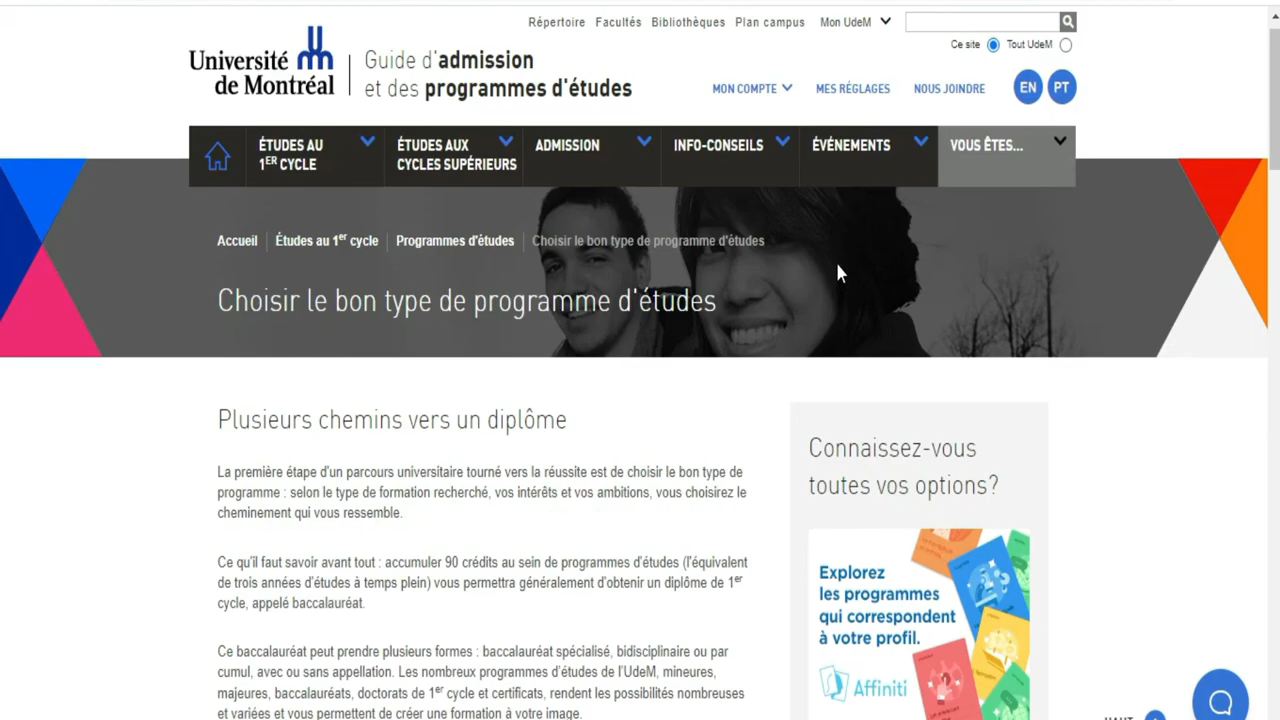 Répertoire Facultés Bibliothèques Plan campus Mon UdeM
Ce site Tout UdeM
Université
de Montréal
Guide d'admission
et des programmes d'études
MON COMPTE MES RÉGLAGES NOUS JOINDRE EN PT
ÉTUDES AU
1ER CYCLE
ÉTUDES AUX
CYCLES SUPÉRIEURS
ADMISSION
INFO-CONSEILS
ÉVÉNEMENTS
VOUS ÊTES...
Accueil Études au 1er cycle Programmes d'études Choisir le bon type de programme d'études
Choisir le bon type de programme d'études
Plusieurs chemins vers un diplôme
La première étape d'un parcours universitaire tourné vers la réussite est de choisir le bon type de
programme : selon le type de formation recherché, vos intérêts et vos ambitions, vous choisirez le
cheminement qui vous ressemble.
Ce qu'il faut savoir avant tout : accumuler 90 crédits au sein de programmes d'études (l'équivalent
de trois années d'études à temps plein) vous permettra généralement d'obtenir un diplôme de 1er
cycle, appelé baccalauréat.
Ce baccalauréat peut prendre plusieurs formes : baccalauréat spécialisé, bidisciplinaire ou par
cumul, avec ou sans appellation. Les nombreux programmes d'études de l'UdeM, mineures,
majeures, baccalauréats, doctorats de 1er cycle et certificats, rendent les possibilités nombreuses
et variées et vous permettent de créer une formation à votre image.
Connaissez-vous
toutes vos options?
Explorez
les programmes
qui correspondent
à votre profil.
Affiniti
HAUT